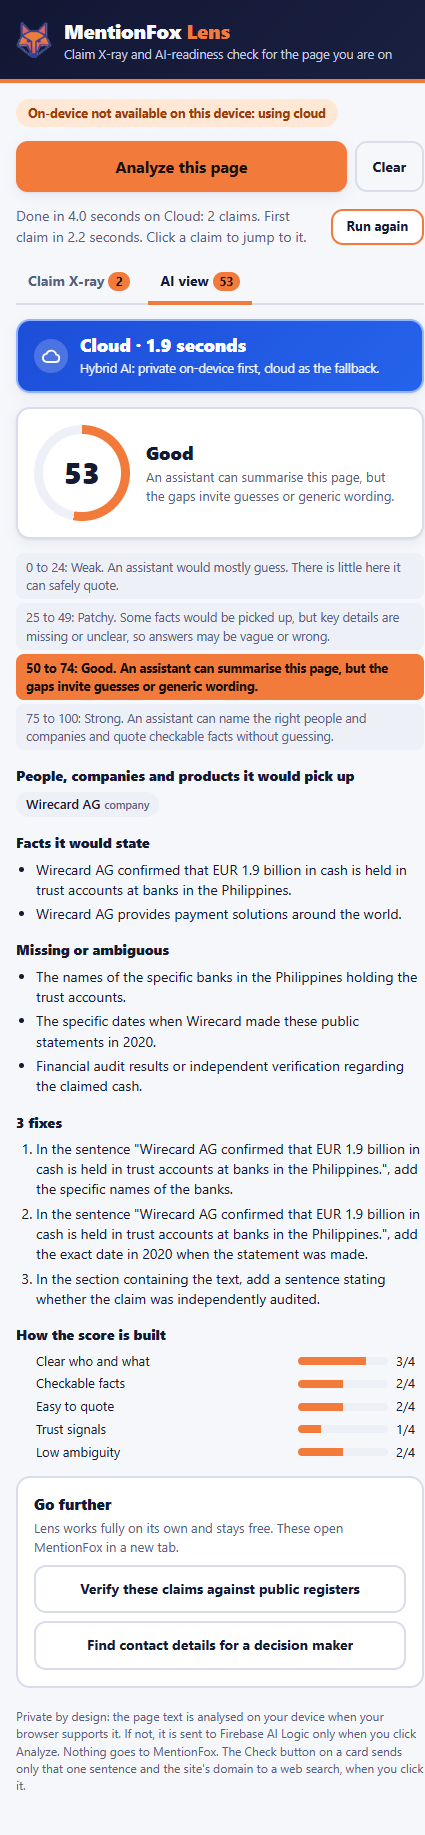 MentionFox Lens
Claim X-ray and AI-readiness check for the page you are on
On-device not available on this device: using cloud
Analyze this page
Clear
Done in 4.0 seconds on Cloud: 2 claims. First
claim in 2.2 seconds. Click a claim to jump to it.
Run again
Claim X-ray 2
AI view 53
Cloud · 1.9 seconds
Hybrid AI: private on-device first, cloud as the fallback.
53
Good
An assistant can summarise this page, but
the gaps invite guesses or generic wording.
0 to 24: Weak. An assistant would mostly guess. There is little here it
can safely quote.
25 to 49: Patchy. Some facts would be picked up, but key details are
missing or unclear, so answers may be vague or wrong.
50 to 74: Good. An assistant can summarise this page, but the
gaps invite guesses or generic wording.
75 to 100: Strong. An assistant can name the right people and
companies and quote checkable facts without guessing.
People, companies and products it would pick up
Wirecard AG company
Facts it would state
• Wirecard AG confirmed that EUR 1.9 billion in cash is held in
trust accounts at banks in the Philippines.
• Wirecard AG provides payment solutions around the world.
Missing or ambiguous
• The names of the specific banks in the Philippines holding the
trust accounts.
• The specific dates when Wirecard made these public
statements in 2020.
• Financial audit results or independent verification regarding
the claimed cash.
3 fixes
1. In the sentence "Wirecard AG confirmed that EUR 1.9 billion in
cash is held in trust accounts at banks in the Philippines.", add
the specific names of the banks.
2. In the sentence "Wirecard AG confirmed that EUR 1.9 billion in
cash is held in trust accounts at banks in the Philippines.", add
the exact date in 2020 when the statement was made.
3. In the section containing the text, add a sentence stating
whether the claim was independently audited.
How the score is built
Clear who and what 3/4
Checkable facts 2/4
Easy to quote 2/4
Trust signals 1/4
Low ambiguity 2/4
Go further
Lens works fully on its own and stays free. These open
MentionFox in a new tab.
Verify these claims against public registers
Find contact details for a decision maker
Private by design: the page text is analysed on your device when your
browser supports it. If not, it is sent to Firebase AI Logic only when you click
Analyze. Nothing goes to MentionFox. The Check button on a card sends
only that one sentence and the site's domain to a web search, when you click
it.